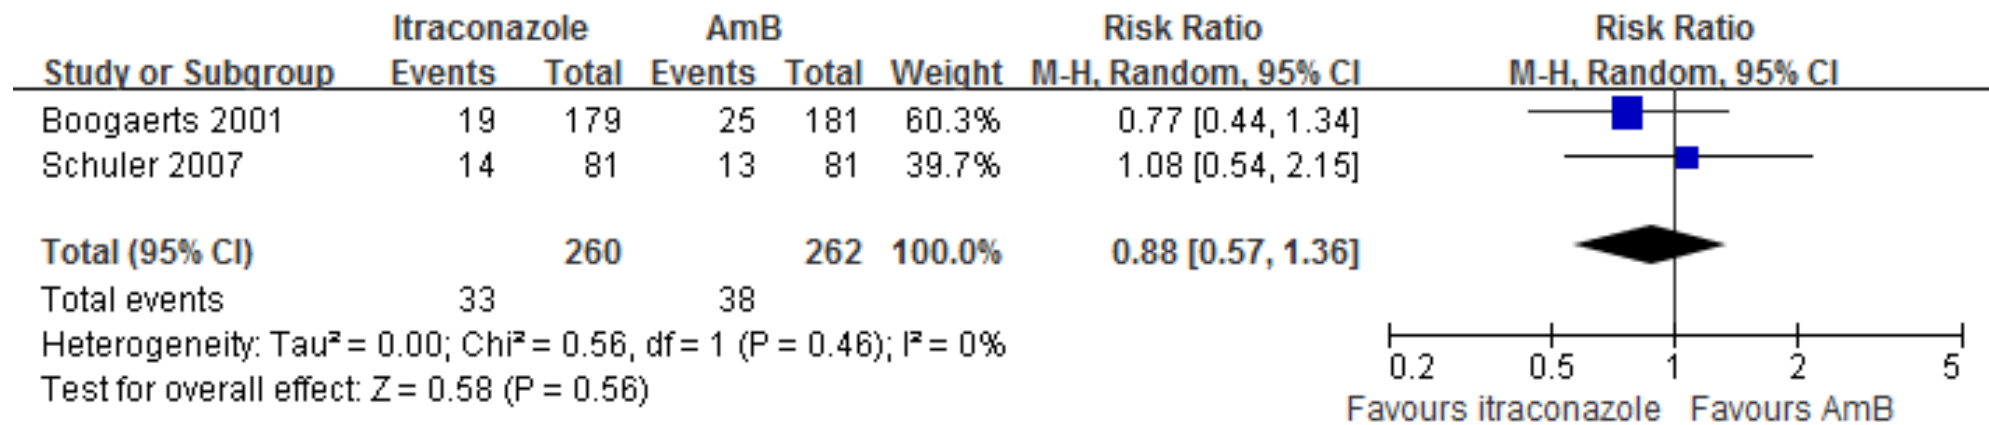 Itraconazole AmB Risk Ratio Risk Ratio
Study or Subgroup Events Total Events Total Weight M-H, Random, 95% CI M-H, Random, 95% CI
Boogaerts 2001 19 179 25 181 60.3% 0.77 [0.44, 1.34]
Schuler 2007 14 81 13 81 39.7% 1.08 [0.54, 2.15]
Total (95% CI) 260 262 100.0% 0.88 [0.57, 1.36]
Total events 33 38
Heterogeneity: Tau² = 0.00; Chi² = 0.56, df = 1 (P = 0.46); I² = 0%
Test for overall effect: Z = 0.58 (P = 0.56)
0.2 0.5 1 2 5
Favours itraconazole Favours AmB